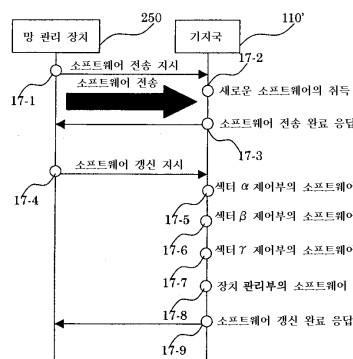 망 관리 장치
250
기지국
110'
소프트웨어 전송 지시
17-1
소프트웨어 전송
17-2
새로운 소프트웨어의 취득
소프트웨어 전송 완료 응답
17-3
소프트웨어 갱신 지시
17-4
섹터 α 제어부의 소프트웨어
17-5
섹터 β 제어부의 소프트웨어
17-6
섹터 γ 제어부의 소프트웨어
17-7
장치 관리부의 소프트웨어
17-8
소프트웨어 갱신 완료 응답
17-9